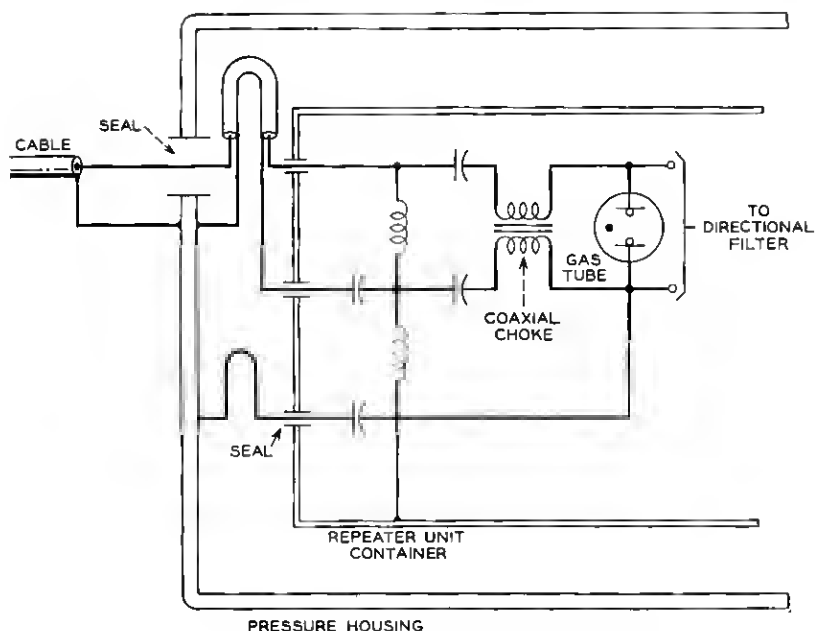 SEAL
CABLE
TO
DIRECTIONAL
FILTER
GAS
TUBE
COAXIAL
CHOKE
SEAL
REPEATER UNIT
CONTAINER
PRESSURE HOUSING